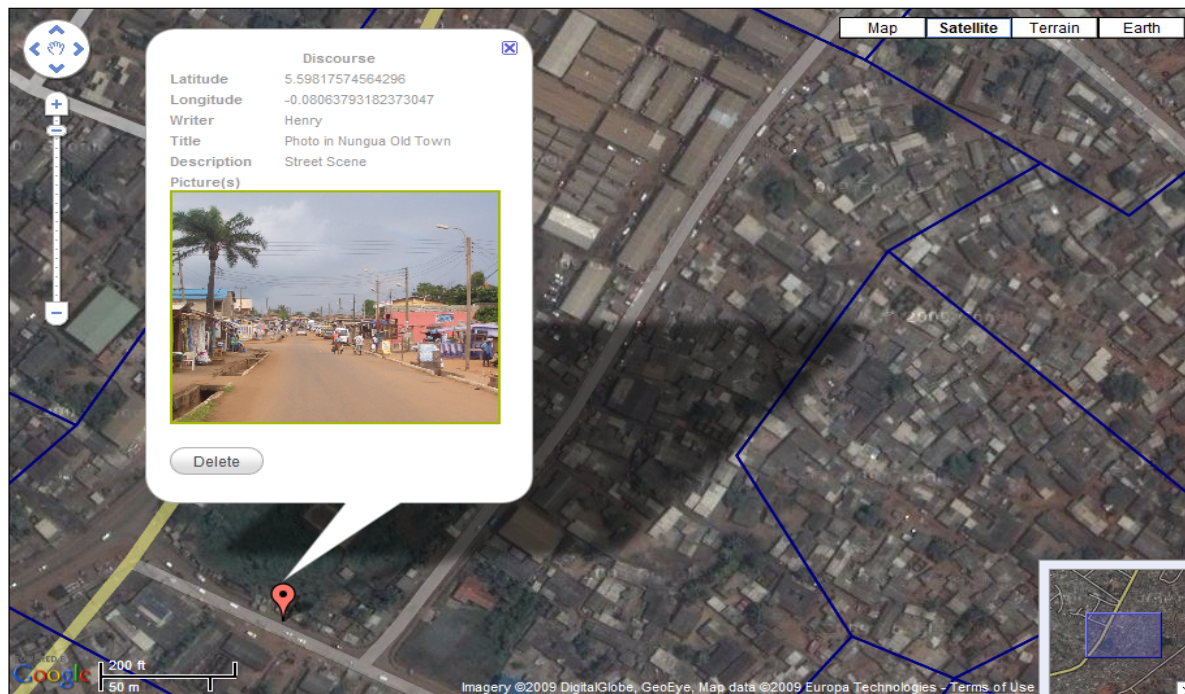 Map Satellite Terrain Earth
Discourse
Latitude 5.59817574564296
Longitude -0.08063793182373047
Writer Henry
Title Photo in Nungua Old Town
Description Street Scene
Picture(s)
Delete
POWERED BY
Google
200 ft
50 m
Imagery ©2009 DigitalGlobe, GeoEye, Map data ©2009 Europa Technologies - Terms of Use